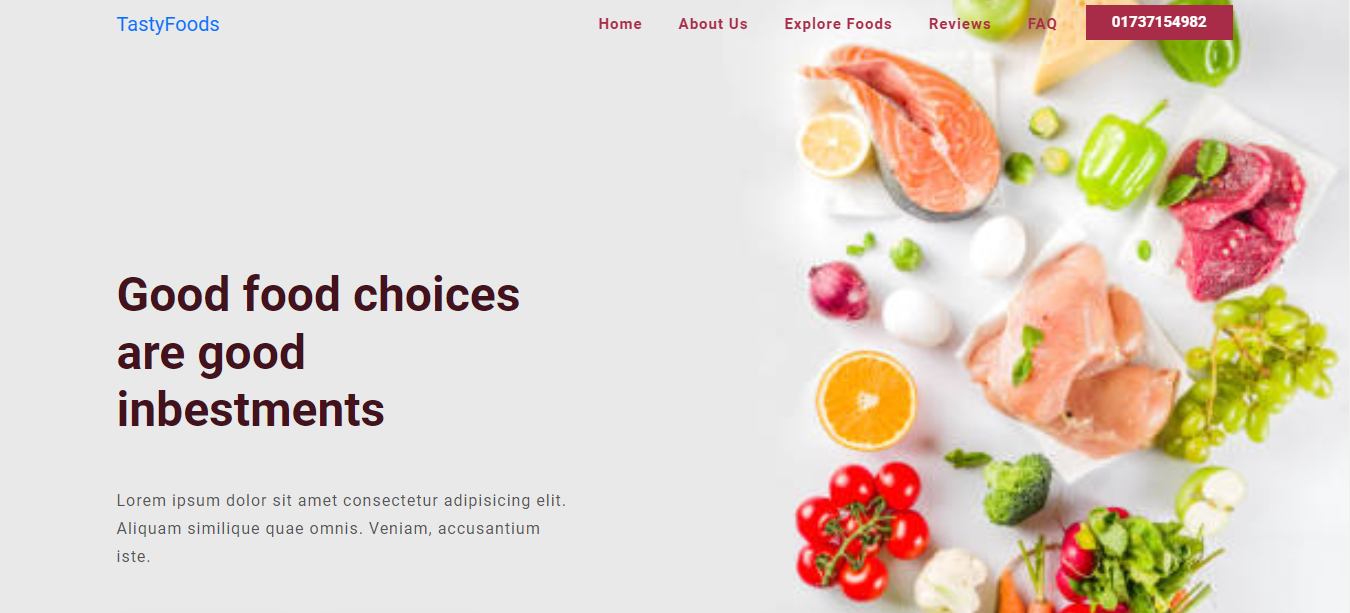 TastyFoods
Home About Us Explore Foods Reviews FAQ 01737154982
Good food choices
are good
inbestments
Lorem ipsum dolor sit amet consectetur adipisicing elit.
Aliquam similique quae omnis. Veniam, accusantium
iste.